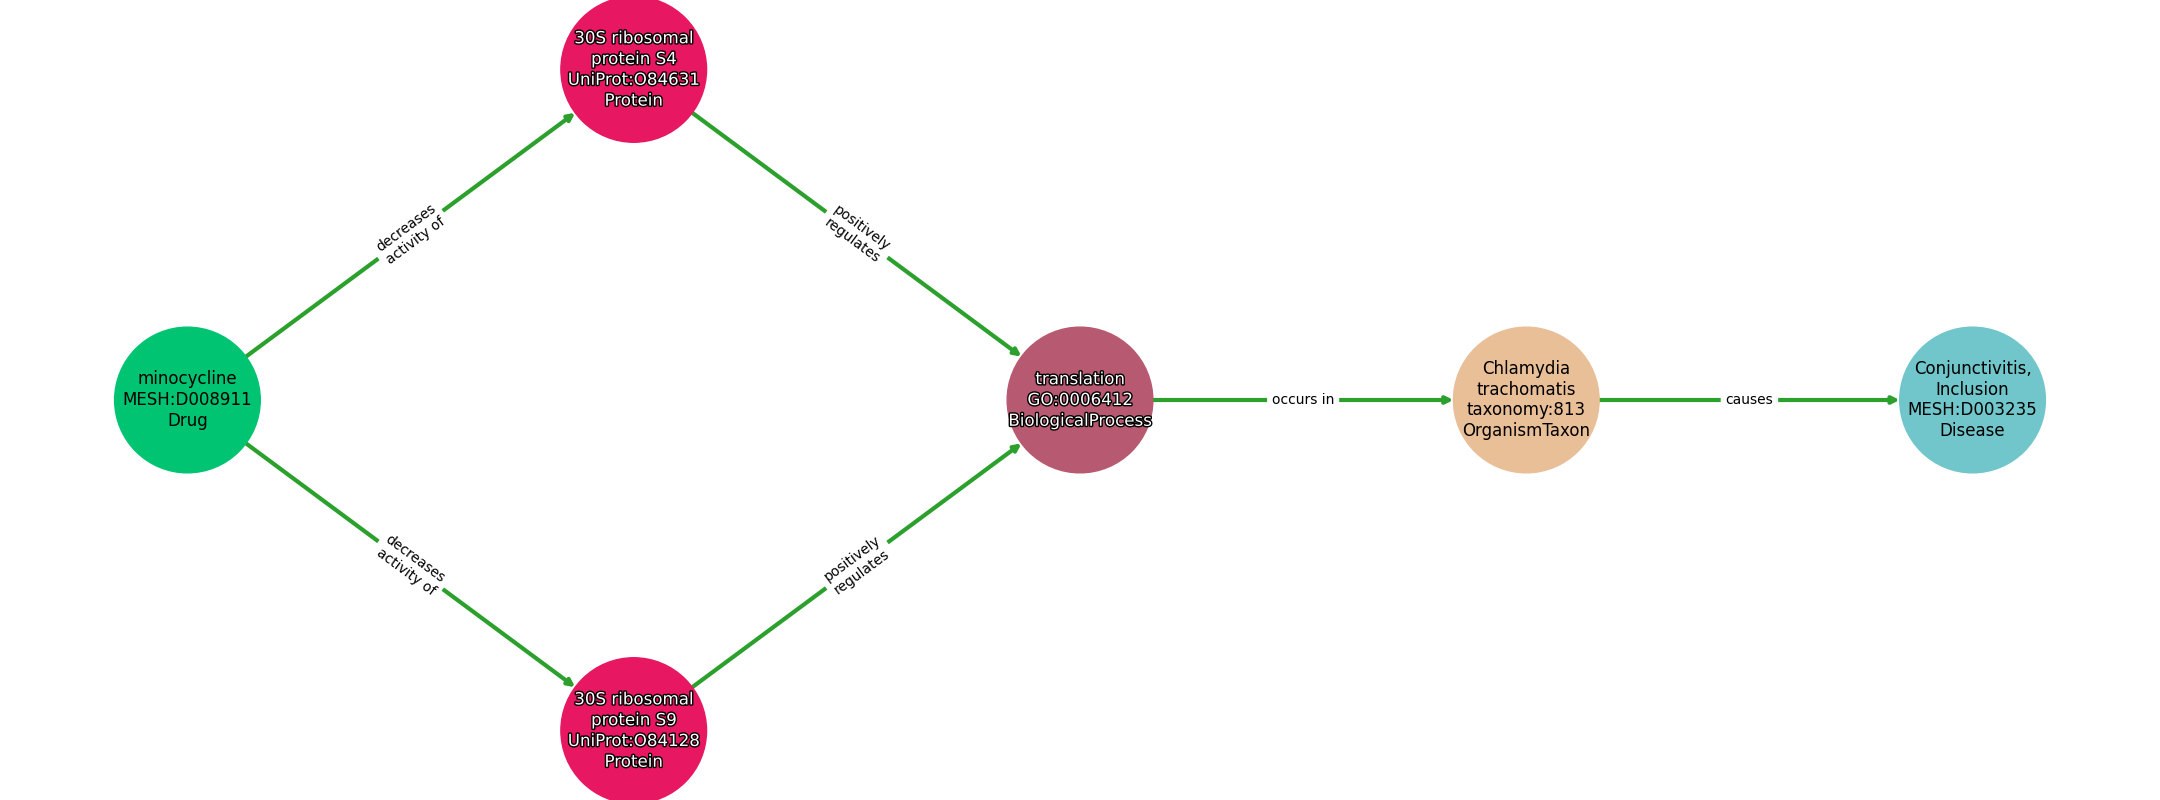 30S ribosomal
protein S4
UniProt:O84631
Protein
decreases
activity of
positively
regulates
minocycline
MESH:D008911
Drug
translation
GO:0006412
BiologicalProcess
occurs in
Chlamydia
trachomatis
taxonomy:813
OrganismTaxon
causes
Conjunctivitis,
Inclusion
MESH:D003235
Disease
decreases
activity of
positively
regulates
30S ribosomal
protein S9
UniProt:O84128
Protein